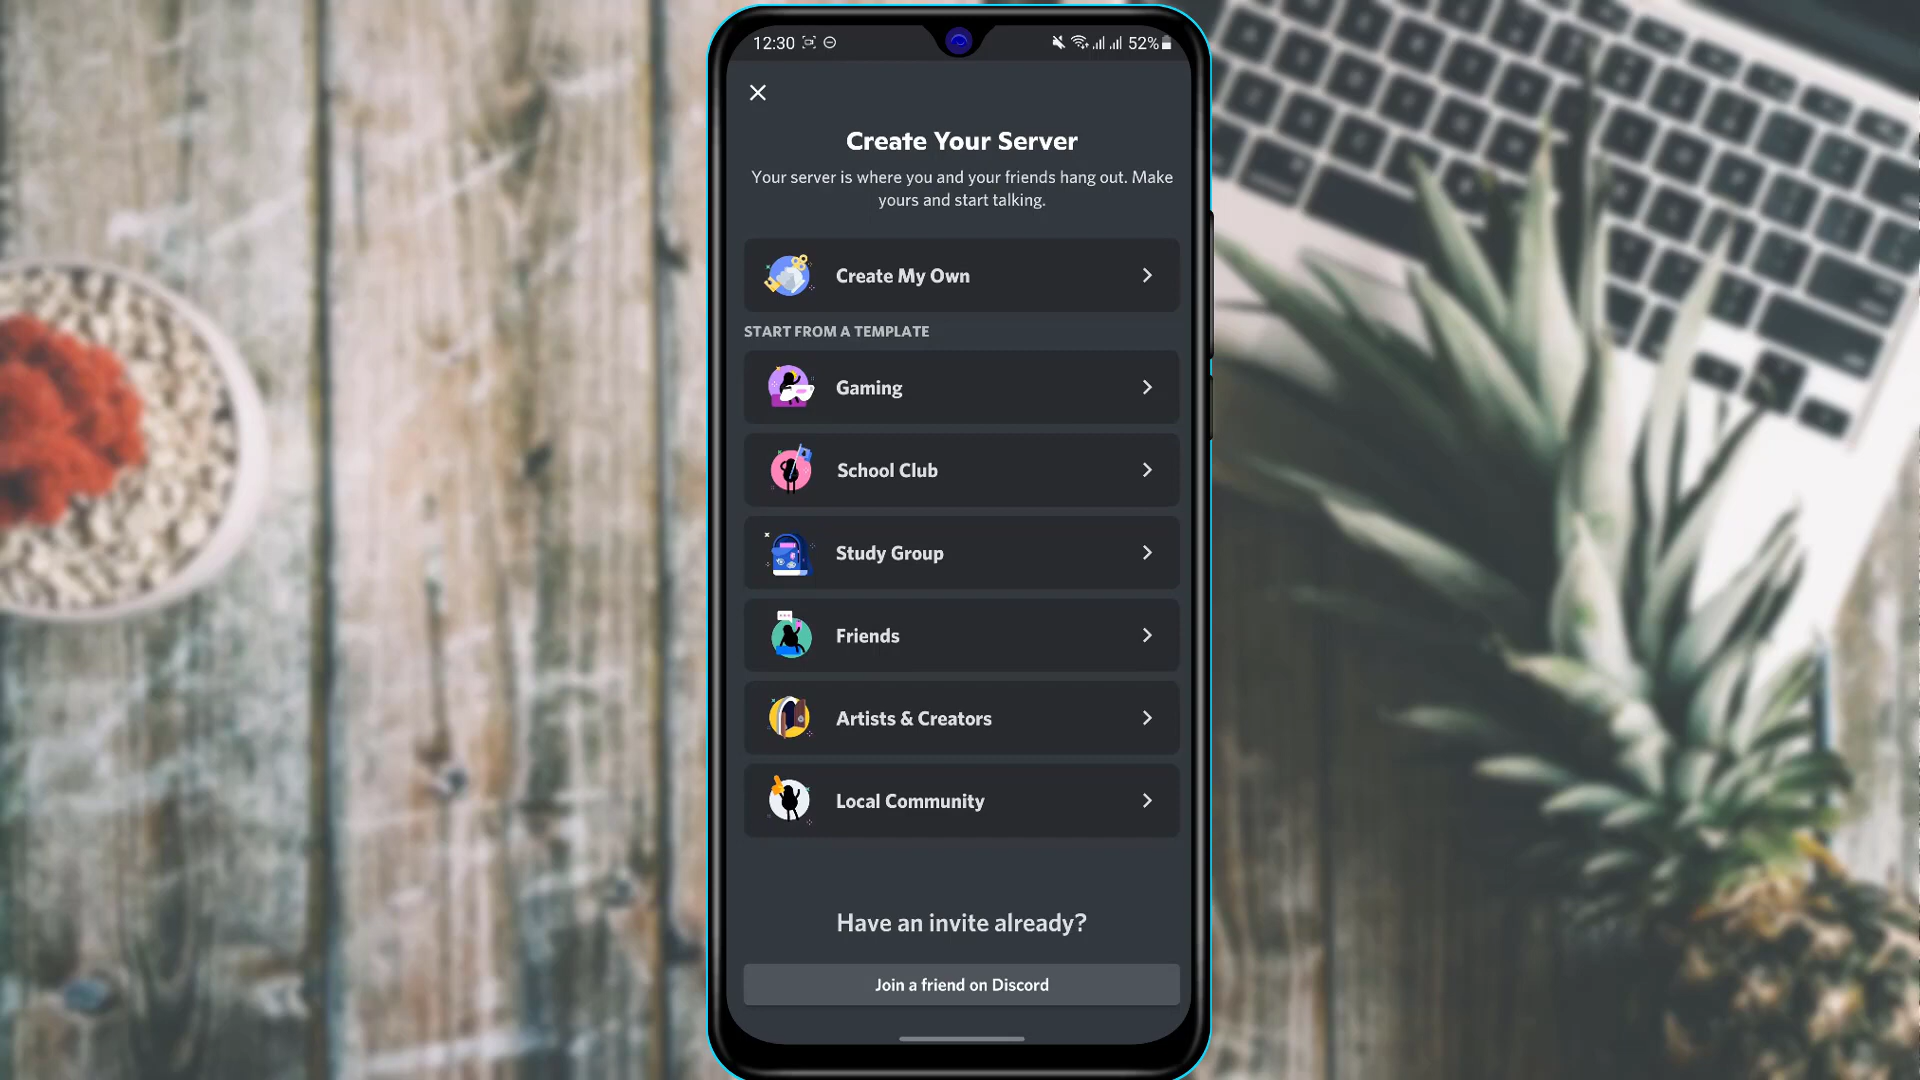 12:30
52%
Create Your Server
Your server is where you and your friends hang out. Make
yours and start talking.
Create My Own
START FROM A TEMPLATE
Gaming
School Club
Study Group
Friends
Artists & Creators
Local Community
Have an invite already?
Join a friend on Discord